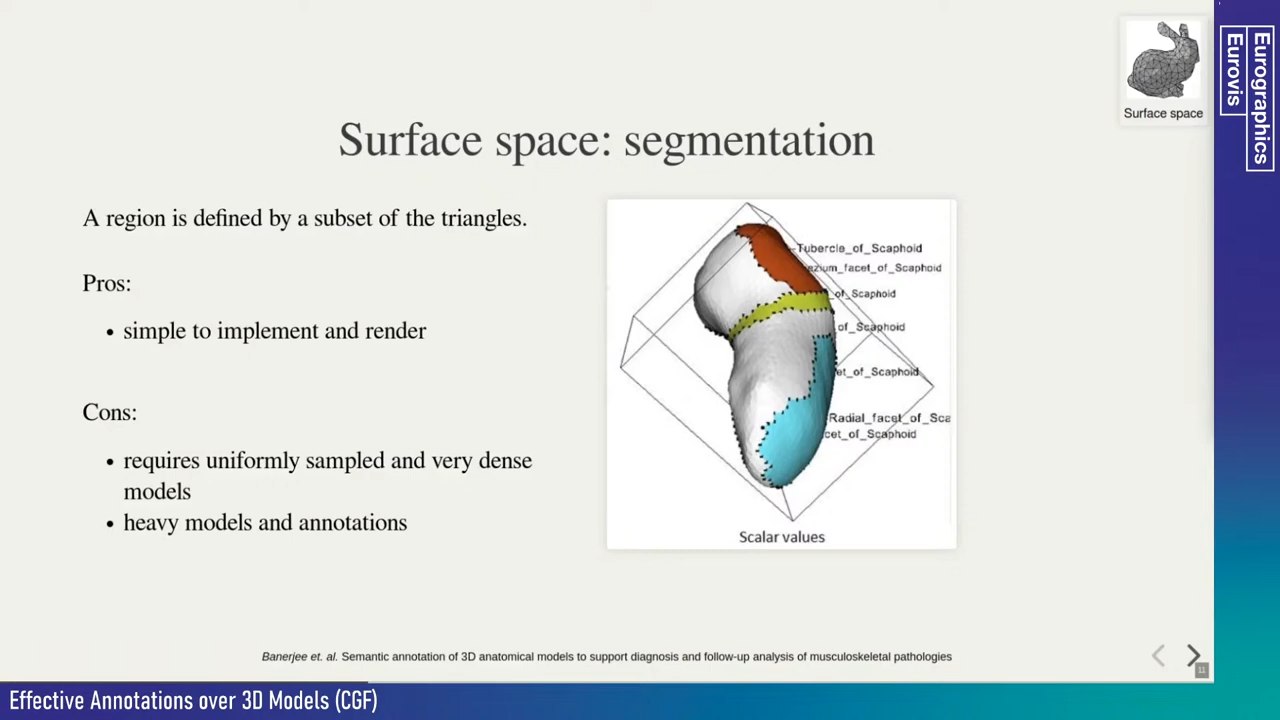 Surface space
Eurovis
Eurographics
Surface space: segmentation
A region is defined by a subset of the triangles.
Pros:
• simple to implement and render
Cons:
• requires uniformly sampled and very dense
models
• heavy models and annotations
Tubercle_of_Scaphoid
ezium_facet_of_Scaphoid
_of_Scaphoid
of_Scaphoid
et_of_Scaphoid
Radial_facet_of_Sca
cet_of_Scaphoid
Scalar values
Banerjee et. al. Semantic annotation of 3D anatomical models to support diagnosis and follow-up analysis of musculoskeletal pathologies
11
Effective Annotations over 3D Models (CGF)